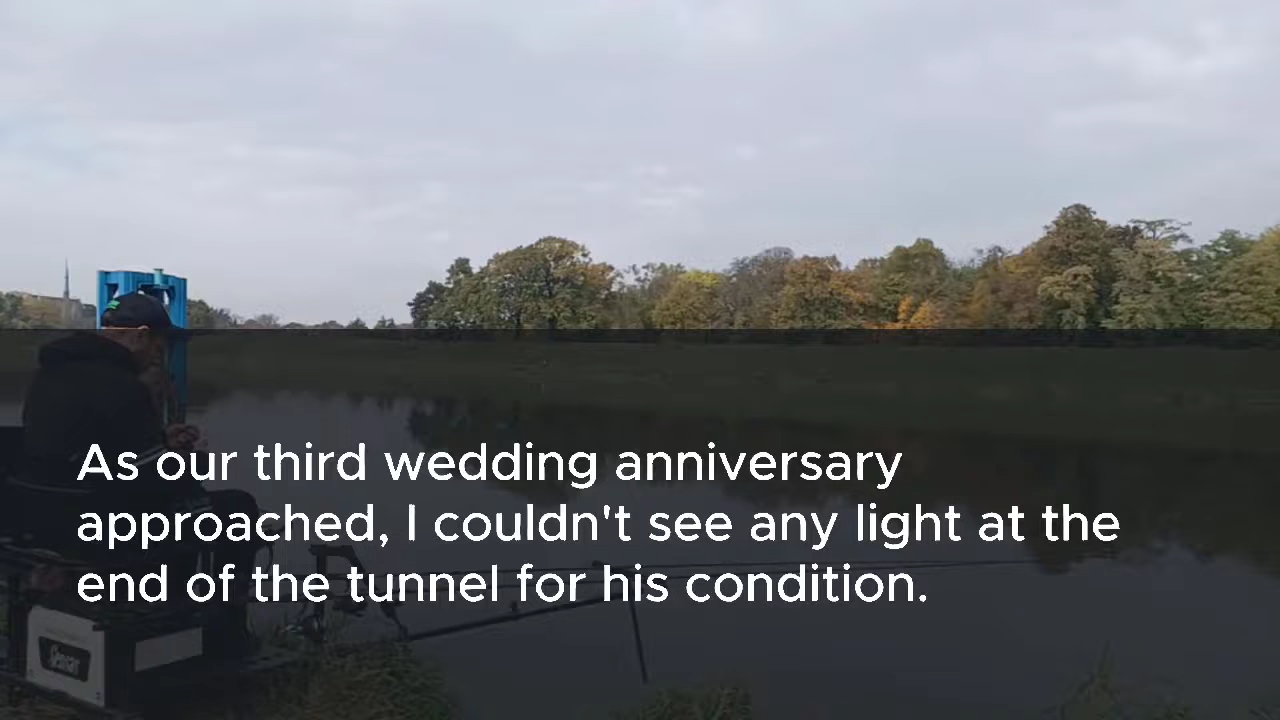 As our third wedding anniversary
approached, I couldn't see any light at the
end of the tunnel for his condition.